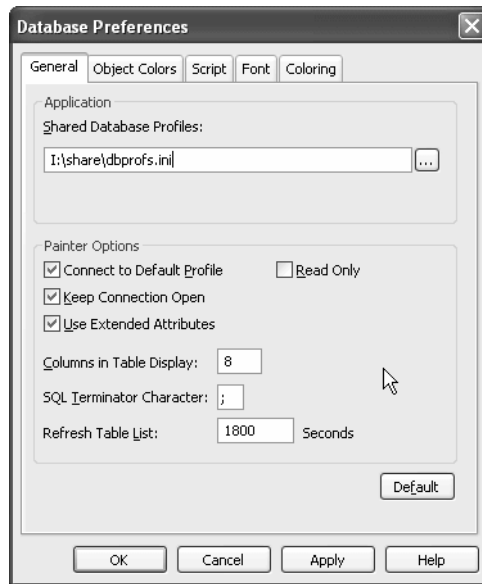 Database Preferences
General Object Colors Script Font Coloring
Application
Shared Database Profiles:
I:\share\dbprofs.ini
...
Painter Options
Connect to Default Profile Read Only
Keep Connection Open
Use Extended Attributes
Columns in Table Display: 8
SQL Terminator Character: ;
Refresh Table List: 1800 Seconds
Default
OK Cancel Apply Help